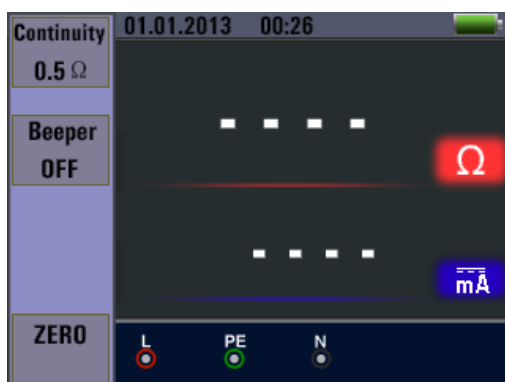 Continuity
0.5 Ω
Beeper
OFF
ZERO
01.01.2013 00:26
- - - -
Ω
- - - -
mA
L PE N